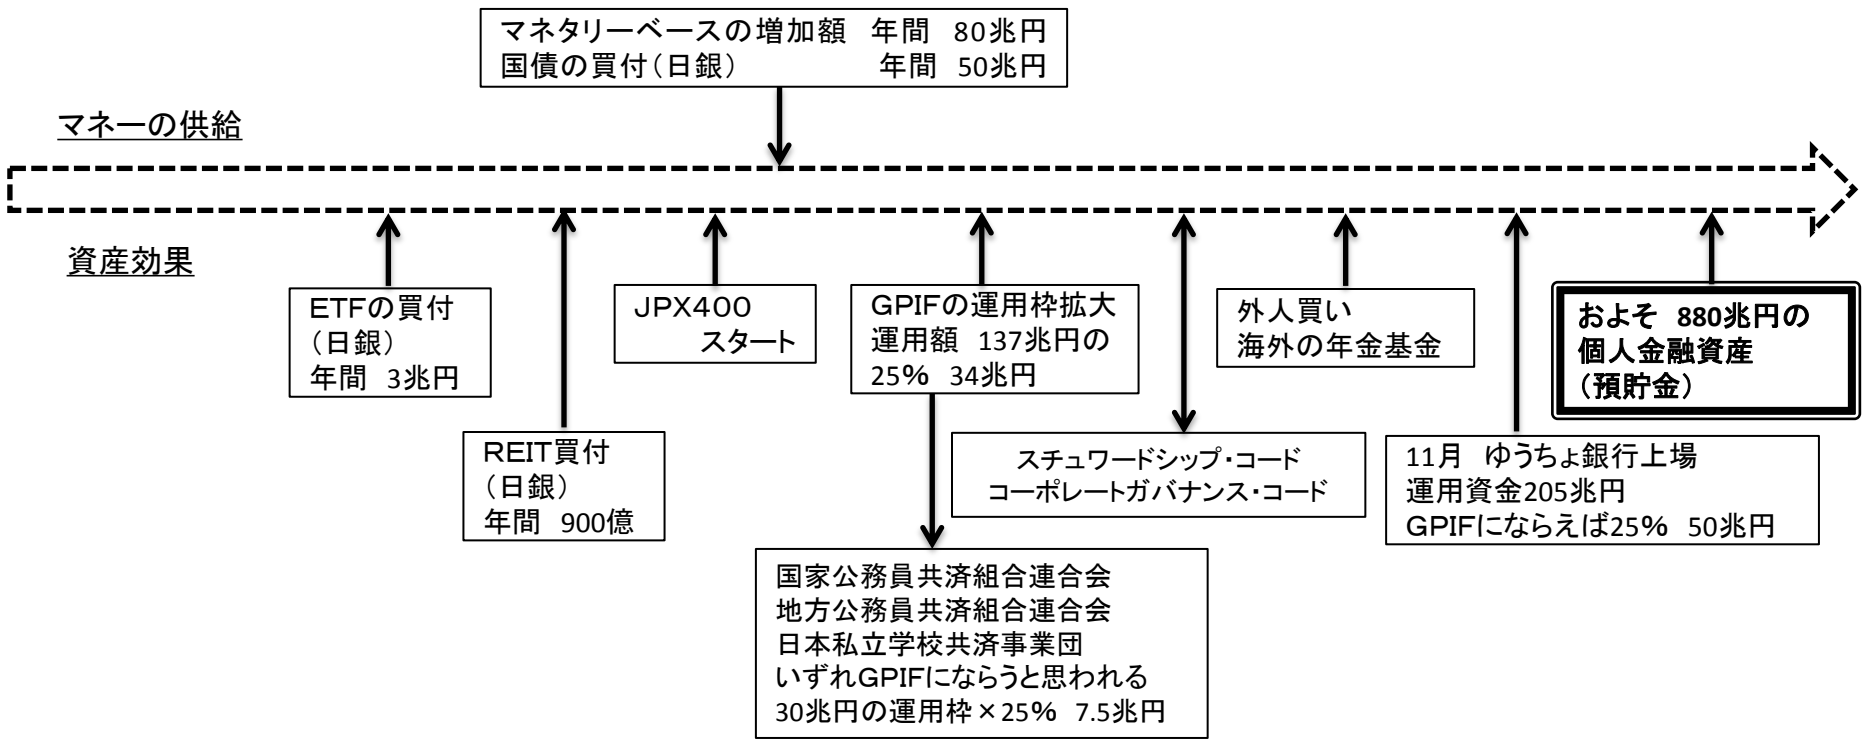 マネタリーベースの増加額　年間　80兆円
国債の買付（日銀）　　　　　年間　50兆円
マネーの供給
資産効果
ＥＴＦの買付
（日銀）
年間　3兆円
ＲＥＩＴ買付
（日銀）
年間　900億
ＪＰＸ４００
スタート
ＧＰＩＦの運用枠拡大
運用額　137兆円の
25％　34兆円
国家公務員共済組合連合会
地方公務員共済組合連合会
日本私立学校共済事業団
いずれＧＰＩＦにならうと思われる
30兆円の運用枠×25％　7.5兆円
スチュワードシップ・コード
コーポレートガバナンス・コード
外人買い
海外の年金基金
11月　ゆうちょ銀行上場
運用資金205兆円
ＧＰＩＦにならえば25％　50兆円
およそ　880兆円の
個人金融資産
（預貯金）